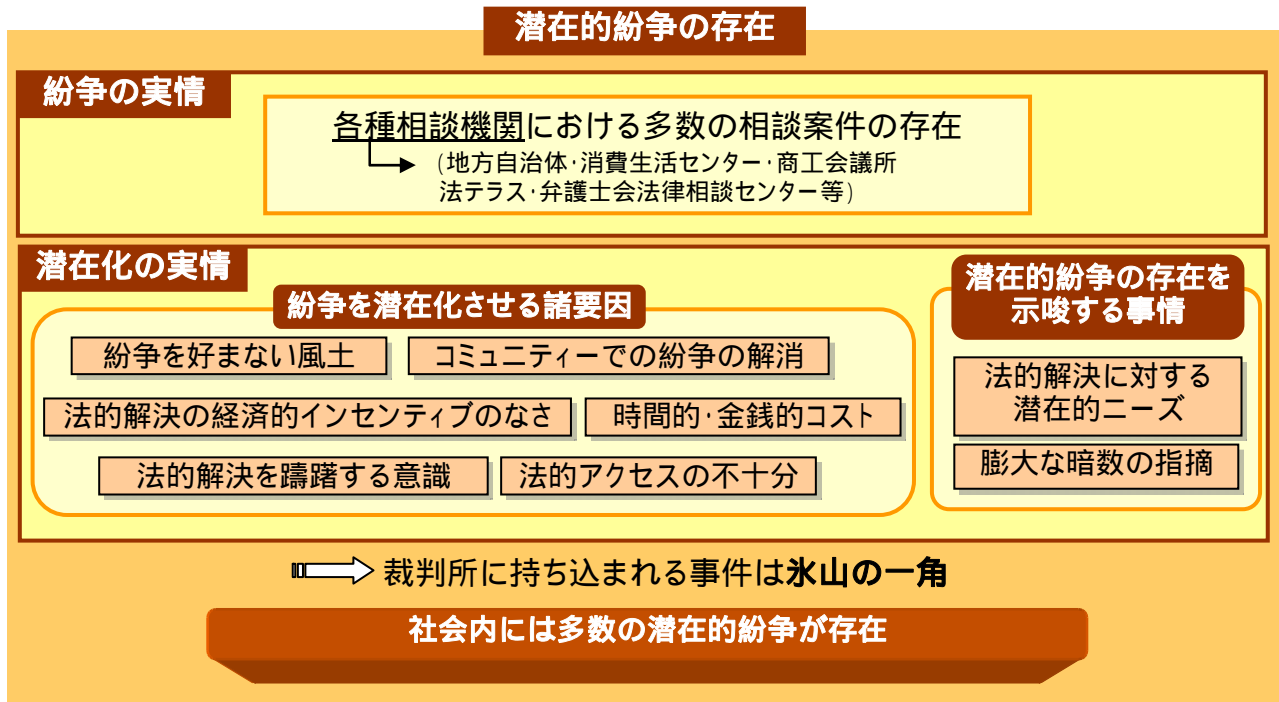 潜在的紛争の存在
紛争の実情
各種相談機関における多数の相談案件の存在
(地方自治体･消費生活センター･商工会議所
法テラス･弁護士会法律相談センター等)
潜在化の実情
紛争を潜在化させる諸要因
紛争を好まない風土
コミュニティーでの紛争の解消
法的解決の経済的インセンティブのなさ
時間的･金銭的コスト
法的解決を躊躇する意識
法的アクセスの不十分
潜在的紛争の存在を
示唆する事情
法的解決に対する
潜在的ニーズ
膨大な暗数の指摘
裁判所に持ち込まれる事件は氷山の一角
社会内には多数の潜在的紛争が存在